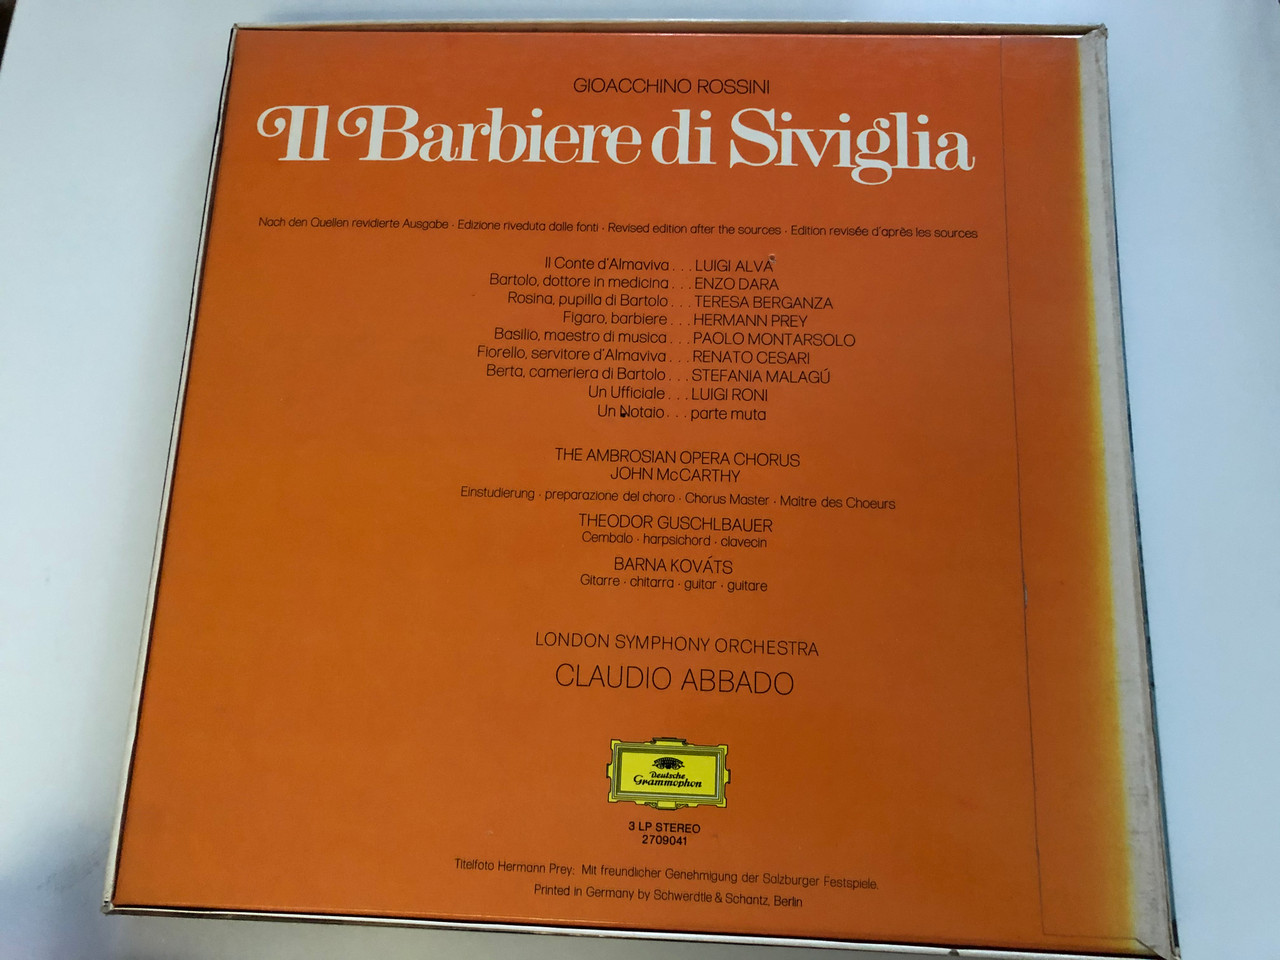 GIOACCHINO ROSSINI
Il Barbiere di Siviglia
Nach den Quellen revidierte Ausgabe · Edizione riveduta dalle fonti · Revised edition after the sources · Edition revisée d'après les sources
Il Conte d'Almaviva . . . LUIGI ALVA
Bartolo, dottore in medicina . . . ENZO DARA
Rosina, pupilla di Bartolo . . . TERESA BERGANZA
Figaro, barbiere . . . HERMANN PREY
Basilio, maestro di musica . . . PAOLO MONTARSOLO
Fiorello, servitore d'Almaviva . . . RENATO CESARI
Berta, cameriera di Bartolo . . . STEFANIA MALAGÚ
Un Ufficiale . . . LUIGI RONI
Un Notaio . . . parte muta
THE AMBROSIAN OPERA CHORUS
JOHN McCARTHY
Einstudierung · preparazione del choro · Chorus Master · Maître des Choeurs
THEODOR GUSCHLBAUER
Cembalo · harpsichord · clavecin
BARNA KOVÁTS
Gitarre · chitarra · guitar · guitare
LONDON SYMPHONY ORCHESTRA
CLAUDIO ABBADO
Deutsche
Grammophon
3 LP STEREO
2709041
Titelfoto Hermann Prey: Mit freundlicher Genehmigung der Salzburger Festspiele.
Printed in Germany by Schwerdtle & Schantz, Berlin